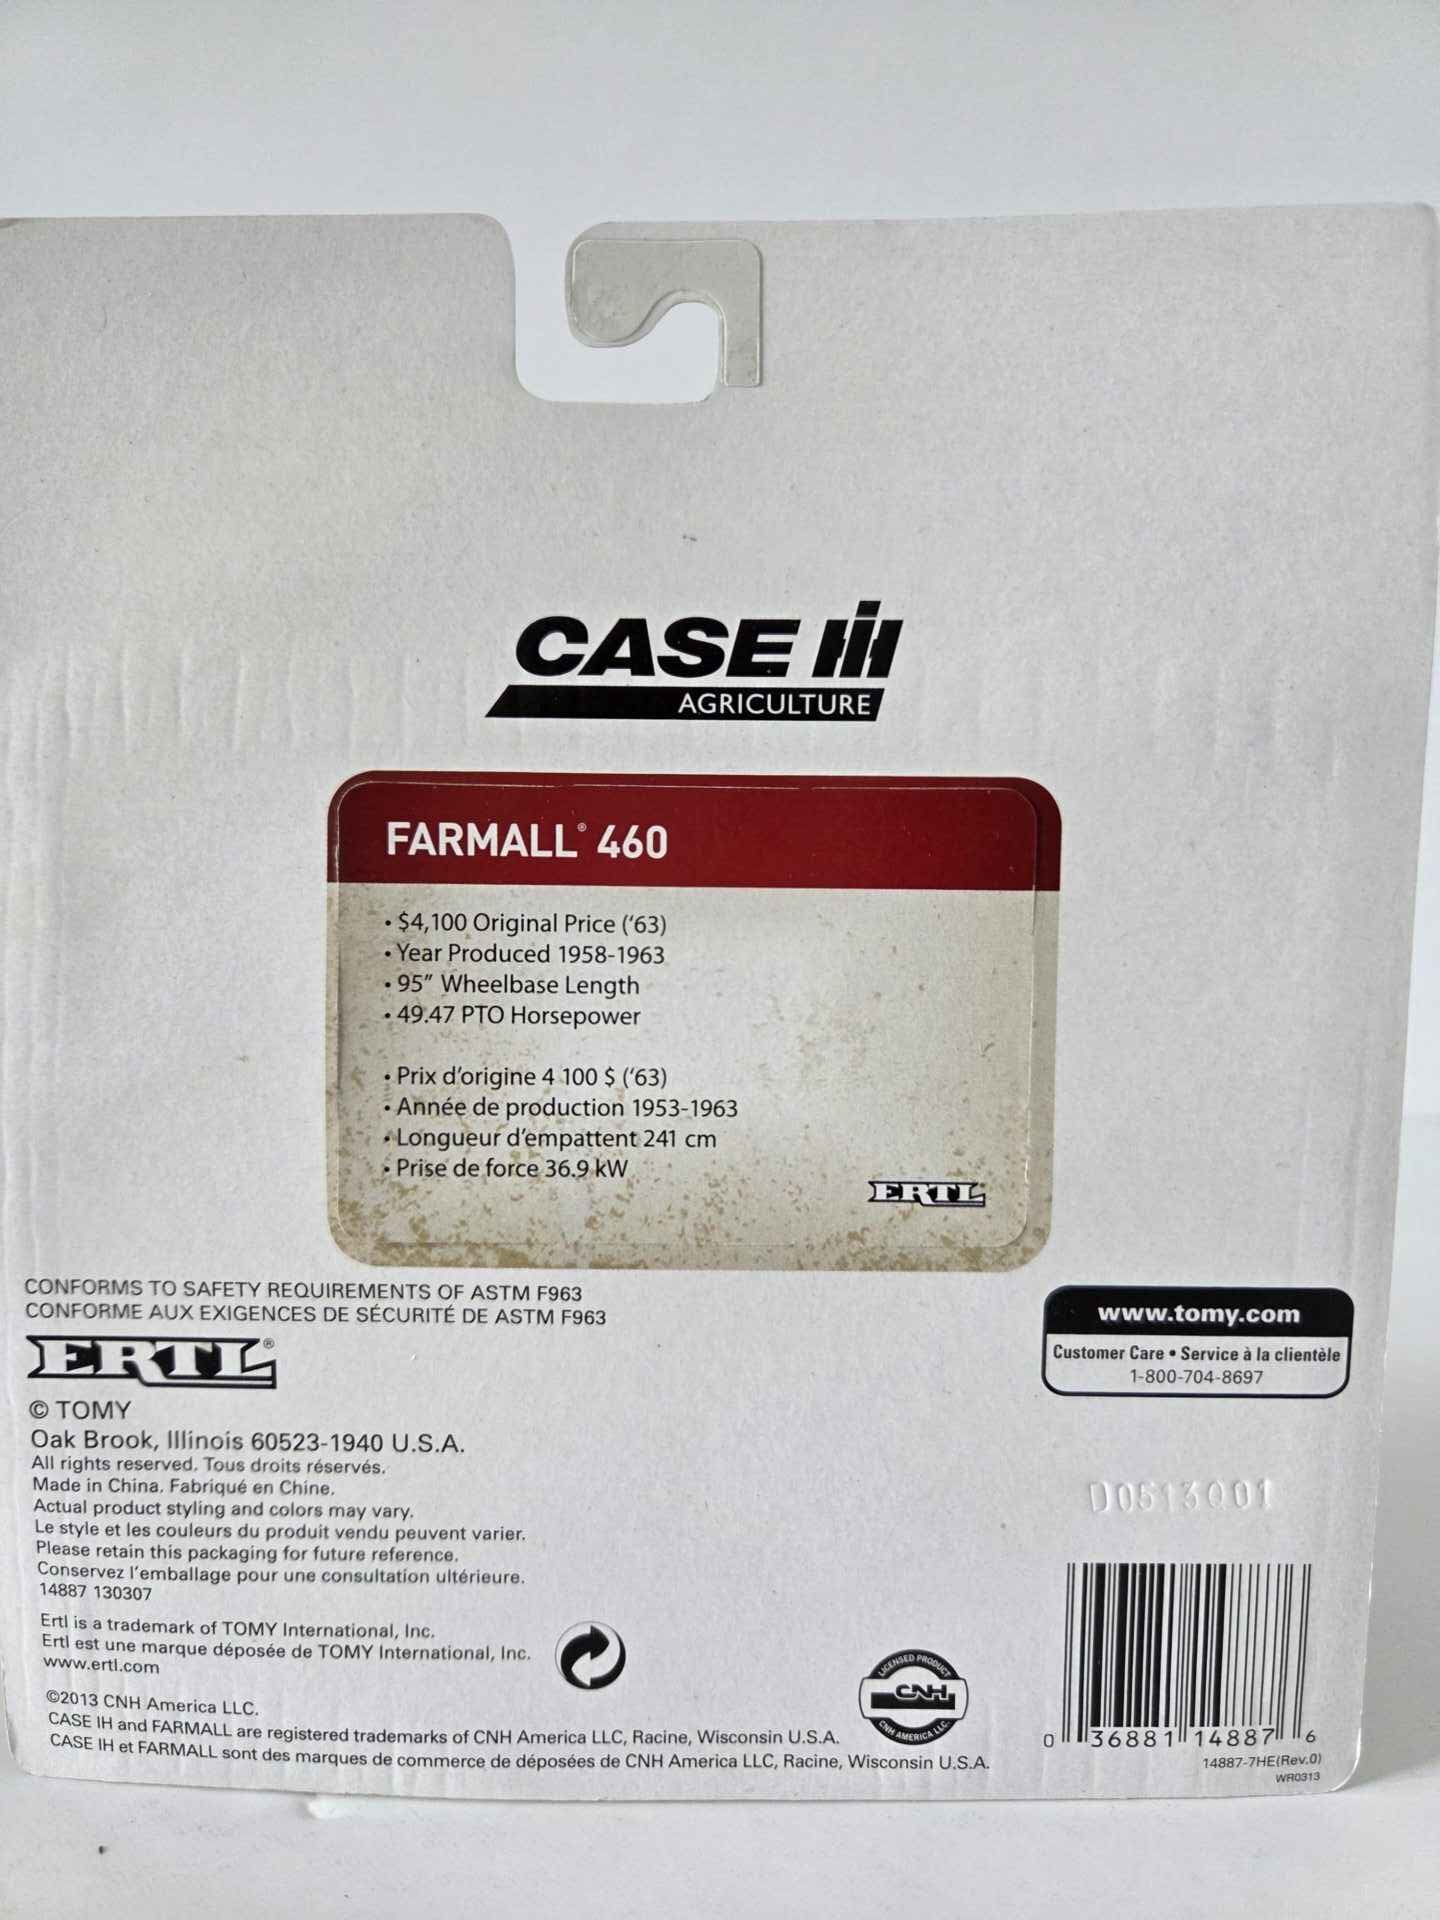 CASE IH
AGRICULTURE
FARMALL® 460
• $4,100 Original Price (‘63)
• Year Produced 1958-1963
• 95” Wheelbase Length
• 49.47 PTO Horsepower
• Prix d’origine 4 100 $ (‘63)
• Année de production 1953-1963
• Longueur d’empattent 241 cm
• Prise de force 36.9 kW
ERTL
CONFORMS TO SAFETY REQUIREMENTS OF ASTM F963
CONFORME AUX EXIGENCES DE SÉCURITÉ DE ASTM F963
ERTL®
© TOMY
Oak Brook, Illinois 60523-1940 U.S.A.
All rights reserved. Tous droits réservés.
Made in China. Fabriqué en Chine.
Actual product styling and colors may vary.
Le style et les couleurs du produit vendu peuvent varier.
Please retain this packaging for future reference.
Conservez l’emballage pour une consultation ultérieure.
14887 130307
Ertl is a trademark of TOMY International, Inc.
Ertl est une marque déposée de TOMY International, Inc.
www.ertl.com
©2013 CNH America LLC.
CASE IH and FARMALL are registered trademarks of CNH America LLC, Racine, Wisconsin U.S.A.
CASE IH et FARMALL sont des marques de commerce de déposées de CNH America LLC, Racine, Wisconsin U.S.A.
LICENSED PRODUCT
CNH
CNH AMERICA LLC
www.tomy.com
Customer Care • Service à la clientèle
1-800-704-8697
D0513Q01
0 36881 14887 6
14887-7HE(Rev.0)
WR0313